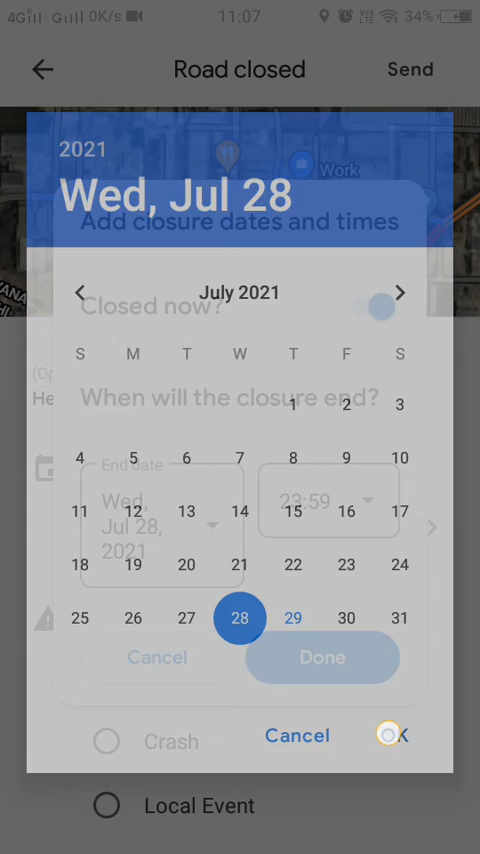 4G G 0K/s 11:07 VoI LTE 34%
Road closed Send
2021
Work
Wed, Jul 28
Add closure dates and times
July 2021
Closed now?
S M T W T F S
When will the closure end?
1 2 3
He
4 5 6 7 8 9 10
End date
Wed,
Jul 28,
2021
23:59
11 12 13 14 15 16 17
18 19 20 21 22 23 24
25 26 27 28 29 30 31
Cancel Done
Cancel OK
Crash
Local Event